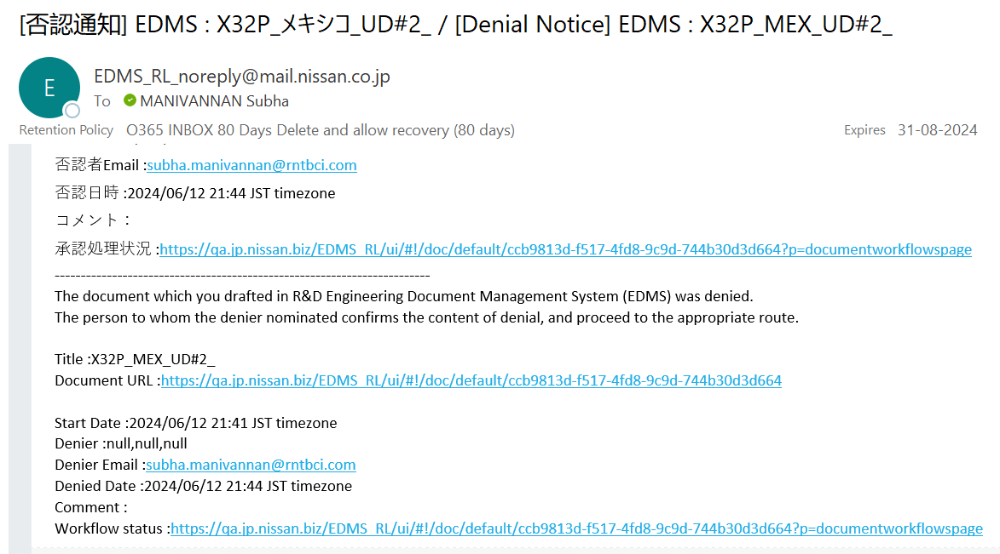 [否認通知] EDMS : X32P_メキシコ_UD#2_ / [Denial Notice] EDMS : X32P_MEX_UD#2_
E
EDMS_RL_noreply@mail.nissan.co.jp
To MANIVANNAN Subha
Retention Policy O365 INBOX 80 Days Delete and allow recovery (80 days) Expires 31-08-2024
否認者Email :subha.manivannan@rntbci.com
否認日時 :2024/06/12 21:44 JST timezone
コメント：
承認処理状況 :https://qa.jp.nissan.biz/EDMS_RL/ui/#!/doc/default/ccb9813d-f517-4fd8-9c9d-744b30d3d664?p=documentworkflowspage
------------------------------------------------------------------------
The document which you drafted in R&D Engineering Document Management System (EDMS) was denied.
The person to whom the denier nominated confirms the content of denial, and proceed to the appropriate route.
Title :X32P_MEX_UD#2_
Document URL :https://qa.jp.nissan.biz/EDMS_RL/ui/#!/doc/default/ccb9813d-f517-4fd8-9c9d-744b30d3d664
Start Date :2024/06/12 21:41 JST timezone
Denier :null,null,null
Denier Email :subha.manivannan@rntbci.com
Denied Date :2024/06/12 21:44 JST timezone
Comment :
Workflow status :https://qa.jp.nissan.biz/EDMS_RL/ui/#!/doc/default/ccb9813d-f517-4fd8-9c9d-744b30d3d664?p=documentworkflowspage